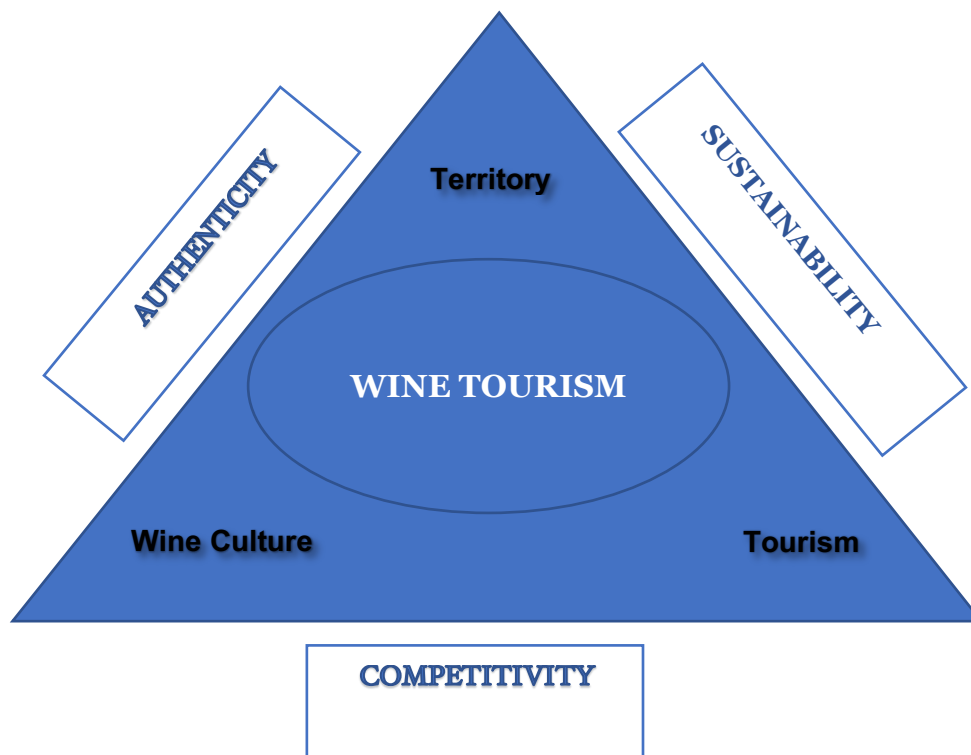 Territory
AUTHENTICITY
SUSTAINABILITY
WINE TOURISM
Wine Culture
Tourism
COMPETITIVITY